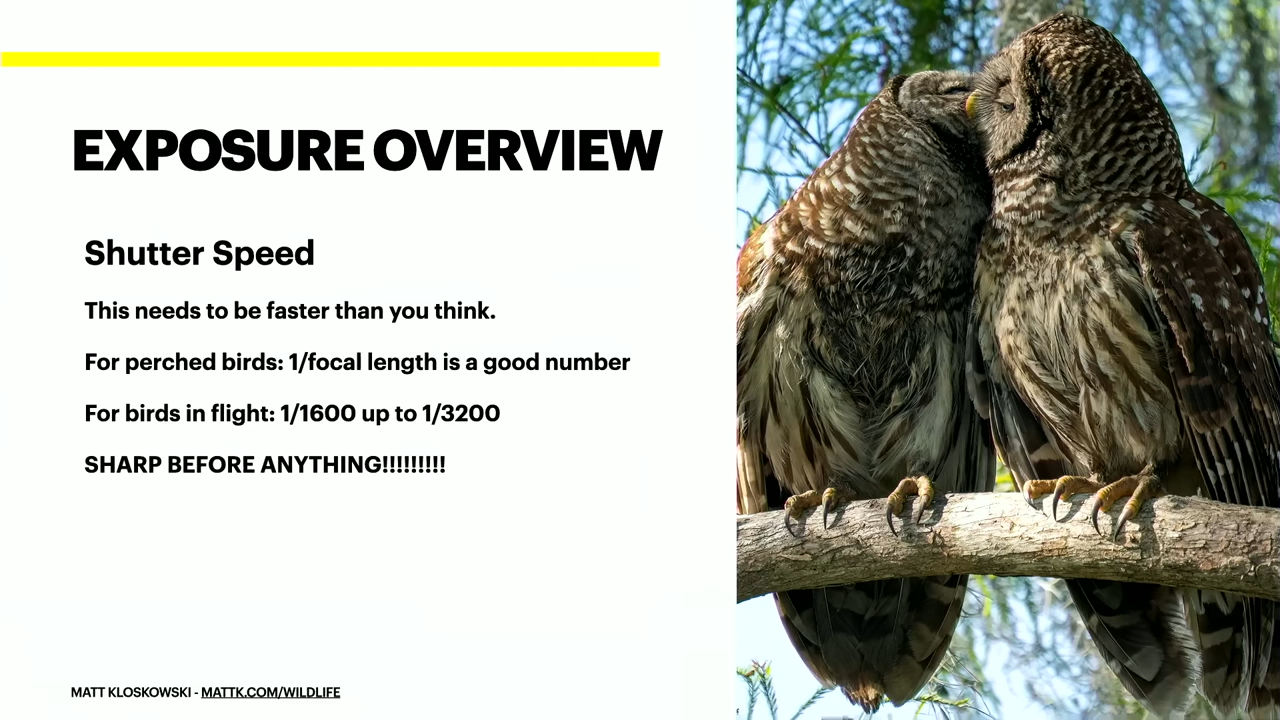 EXPOSURE OVERVIEW
Shutter Speed
This needs to be faster than you think.
For perched birds: 1/focal length is a good number
For birds in flight: 1/1600 up to 1/3200
SHARP BEFORE ANYTHING!!!!!!!!!
MATT KLOSKOWSKI - MATTK.COM/WILDLIFE